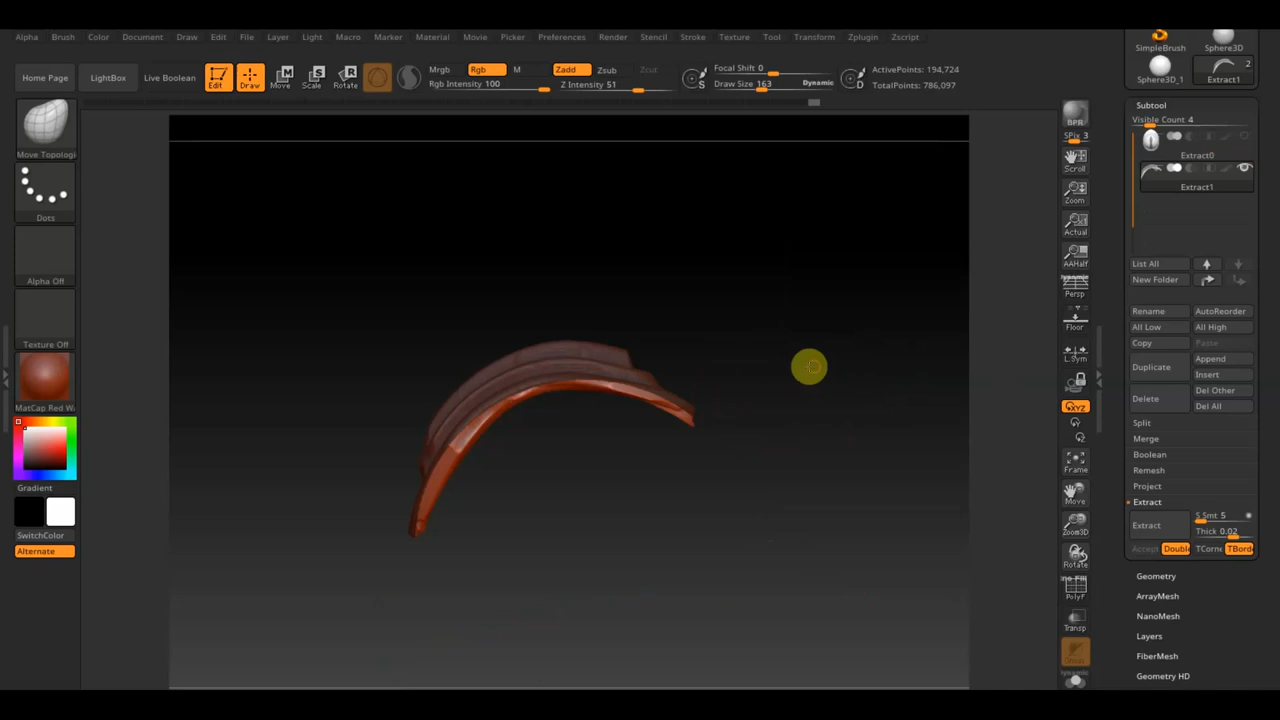 Alpha Brush Color Document Draw Edit File Layer Light Macro Marker Material Movie Picker Preferences Render Stencil Stroke Texture Tool Transform Zplugin Zscript
SimpleBrush Sphere3D
Sphere3D_1 Extract1 2
Home Page LightBox Live Boolean Edit Draw Move Scale Rotate
Mrgb Rgb M Zadd Zsub Zcut
Rgb Intensity 100 Z Intensity 51
S Focal Shift 0
Draw Size 163 Dynamic
D ActivePoints: 194,724
TotalPoints: 786,097
Move Topologi
Dots
Alpha Off
Texture Off
MatCap Red Wa
Gradient
SwitchColor
Alternate
BPR
SPix 3
Scroll
Zoom
Actual
AAHalf
Persp
Floor
L.Sym
XYZ
Y
Z
Frame
Move
Zoom3D
Rotate
PolyF
Transp
Subtool
Visible Count 4
Extract0
Extract1
List All
New Folder
Rename AutoReorder
All Low All High
Copy Paste
Duplicate Append
Insert
Delete Del Other
Del All
Split
Merge
Boolean
Remesh
Project
Extract
Extract S Smt 5
Thick 0.02
Accept Double TCorne TBorde
Geometry
ArrayMesh
NanoMesh
Layers
FiberMesh
Geometry HD